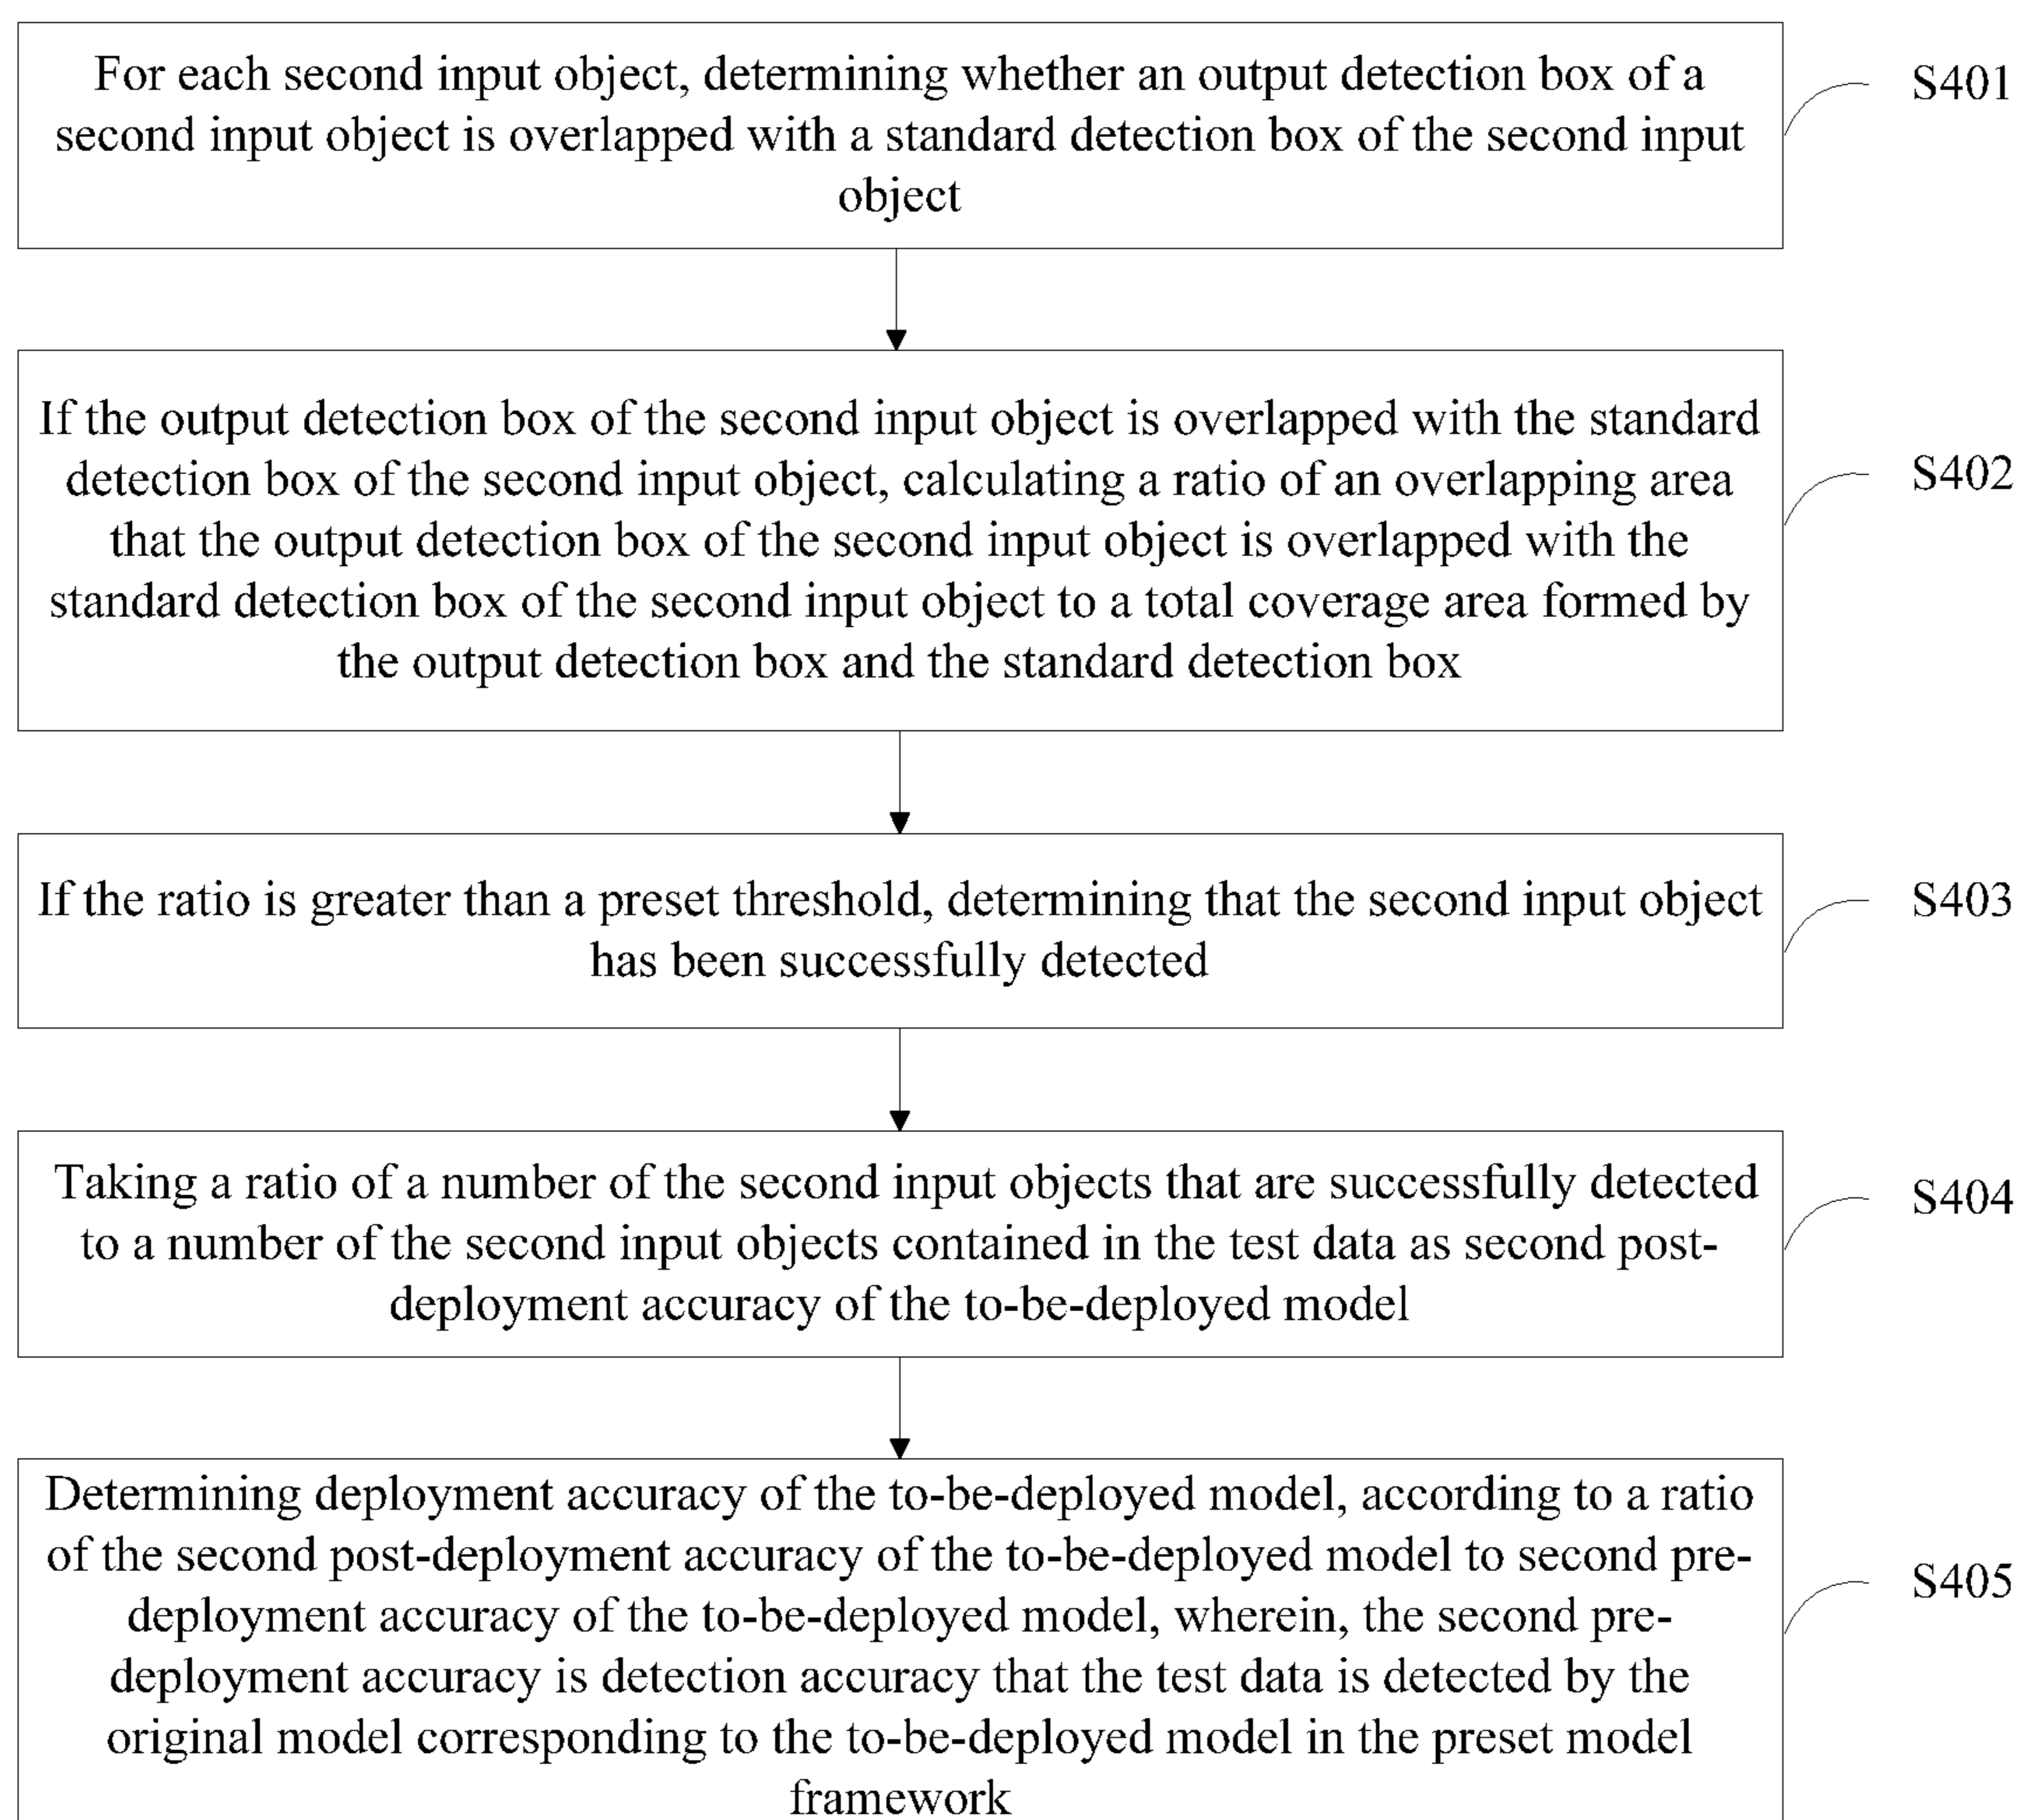 For each second input object, determining whether an output detection box of a
second input object is overlapped with a standard detection box of the second input
object
S401
If the output detection box of the second input object is overlapped with the standard
detection box of the second input object, calculating a ratio of an overlapping area
that the output detection box of the second input object is overlapped with the
standard detection box of the second input object to a total coverage area formed by
the output detection box and the standard detection box
S402
If the ratio is greater than a preset threshold, determining that the second input object
has been successfully detected
S403
Taking a ratio of a number of the second input objects that are successfully detected
to a number of the second input objects contained in the test data as second post-
deployment accuracy of the to-be-deployed model
S404
Determining deployment accuracy of the to-be-deployed model, according to a ratio
of the second post-deployment accuracy of the to-be-deployed model to second pre-
deployment accuracy of the to-be-deployed model, wherein, the second pre-
deployment accuracy is detection accuracy that the test data is detected by the
original model corresponding to the to-be-deployed model in the preset model
framework
S405